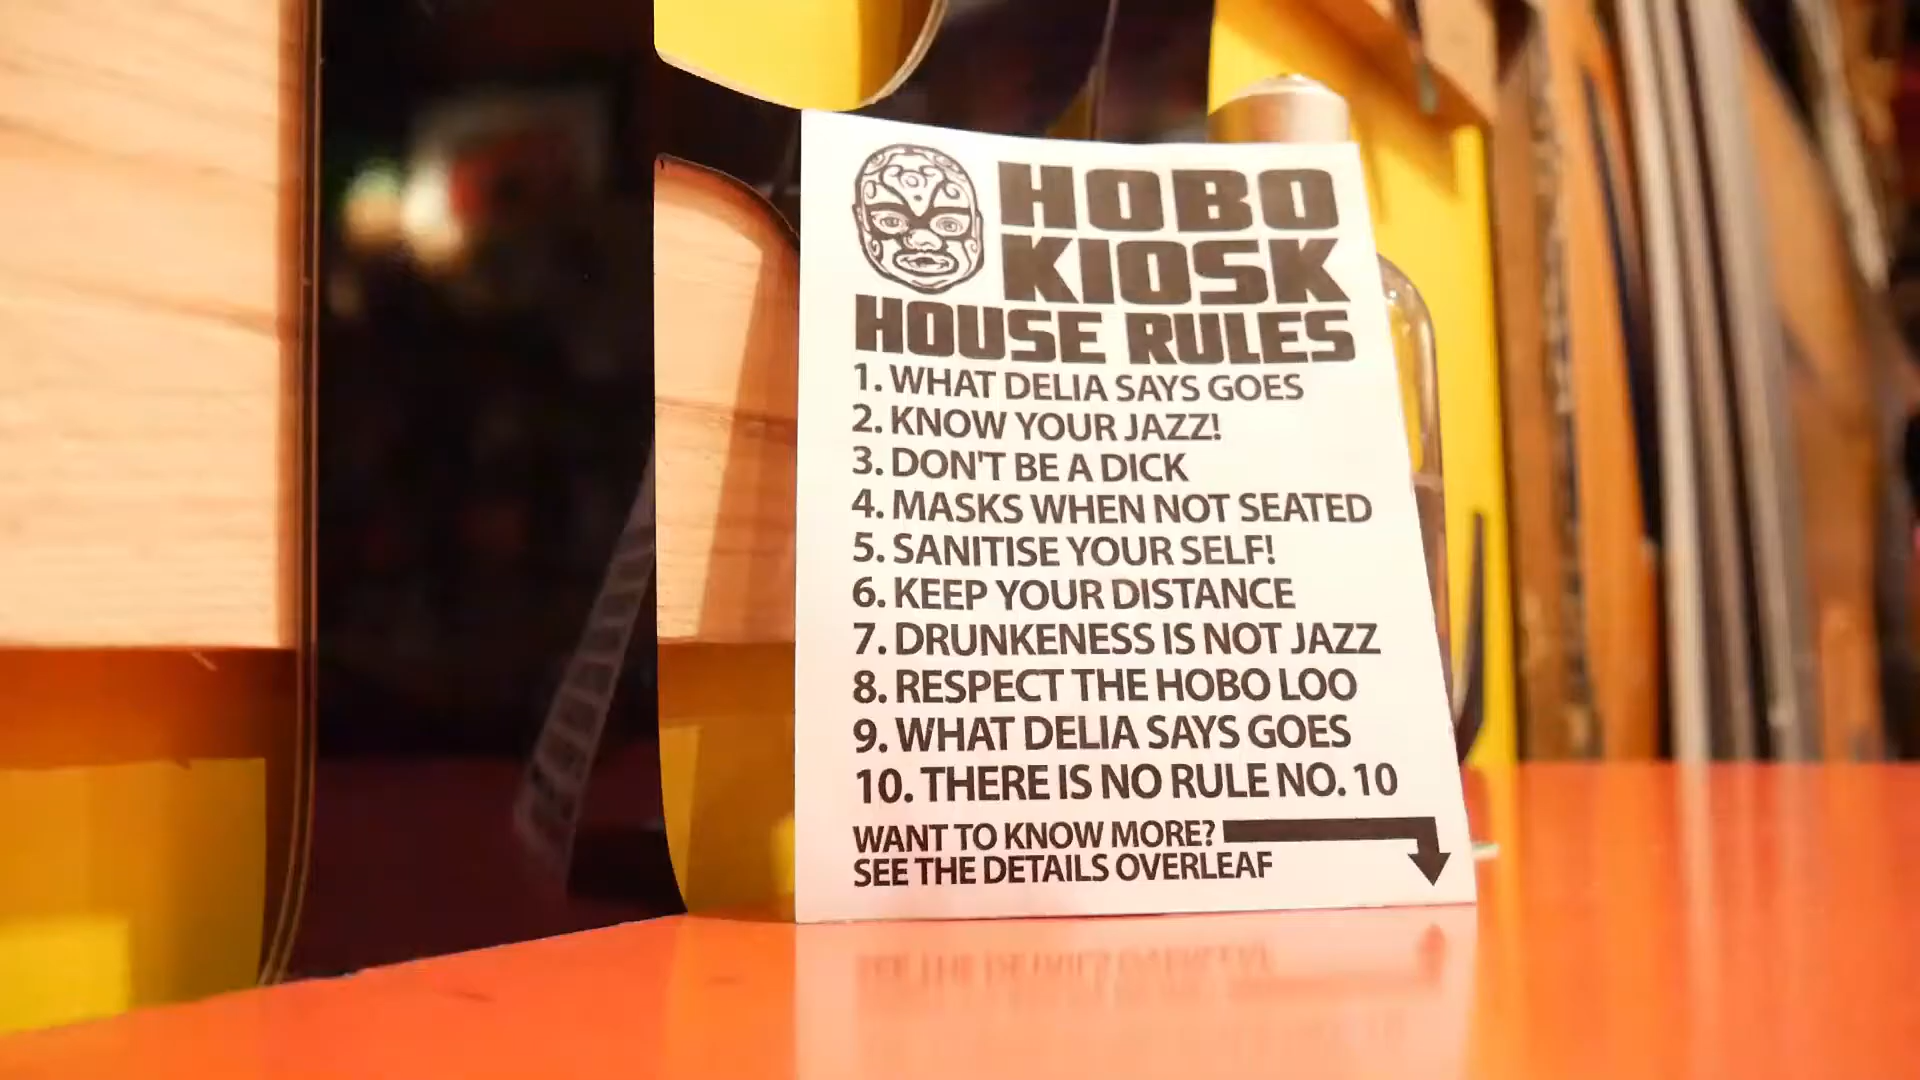 HOBO
KIOSK
HOUSE RULES
1. WHAT DELIA SAYS GOES
2. KNOW YOUR JAZZ!
3. DON'T BE A DICK
4. MASKS WHEN NOT SEATED
5. SANITISE YOUR SELF!
6. KEEP YOUR DISTANCE
7. DRUNKENESS IS NOT JAZZ
8. RESPECT THE HOBO LOO
9. WHAT DELIA SAYS GOES
10. THERE IS NO RULE NO. 10
WANT TO KNOW MORE?
SEE THE DETAILS OVERLEAF